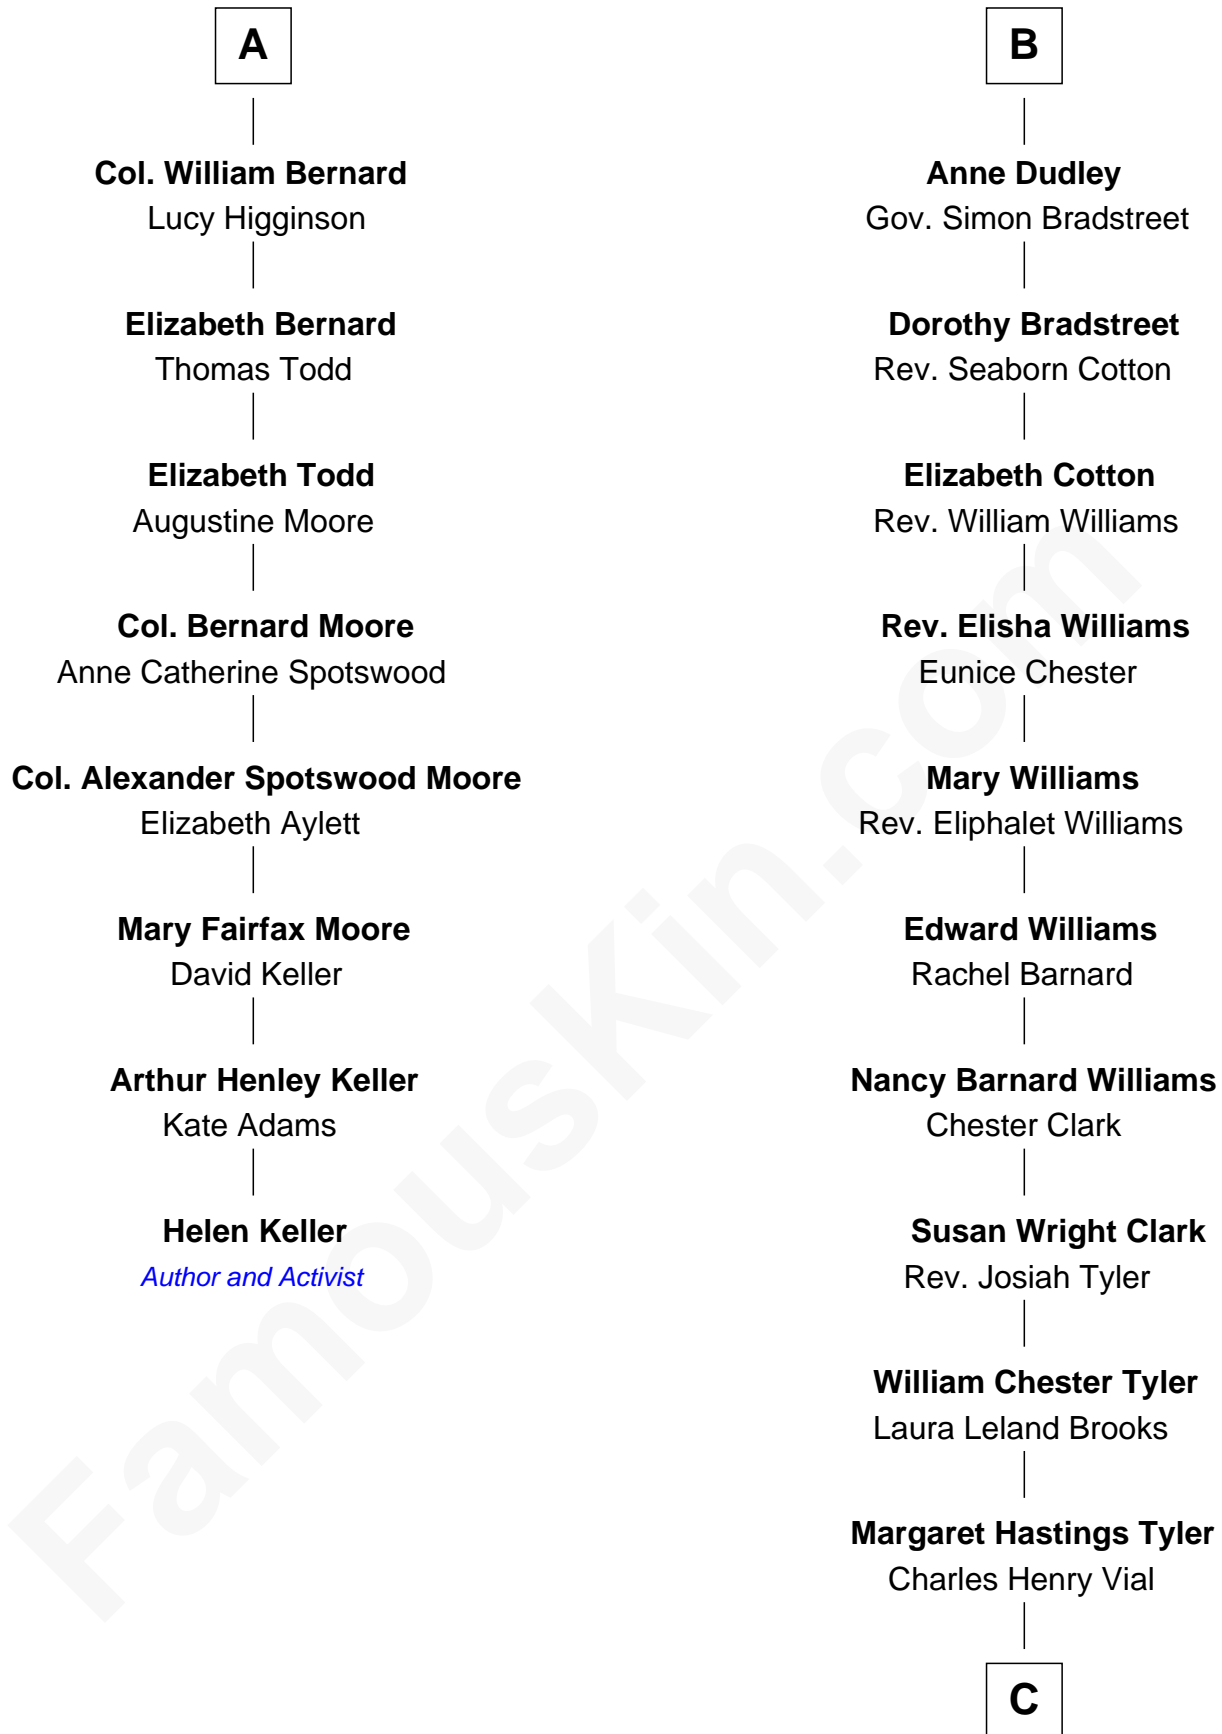 A
Col. William Bernard
Lucy Higginson
Elizabeth Bernard
Thomas Todd
Elizabeth Todd
Augustine Moore
Col. Bernard Moore
Anne Catherine Spotswood
Col. Alexander Spotswood Moore
Elizabeth Aylett
Mary Fairfax Moore
David Keller
Arthur Henley Keller
Kate Adams
Helen Keller
Author and Activist
B
Anne Dudley
Gov. Simon Bradstreet
Dorothy Bradstreet
Rev. Seaborn Cotton
Elizabeth Cotton
Rev. William Williams
Rev. Elisha Williams
Eunice Chester
Mary Williams
Rev. Eliphalet Williams
Edward Williams
Rachel Barnard
Nancy Barnard Williams
Chester Clark
Susan Wright Clark
Rev. Josiah Tyler
William Chester Tyler
Laura Leland Brooks
Margaret Hastings Tyler
Charles Henry Vial
C
FamousKin.com